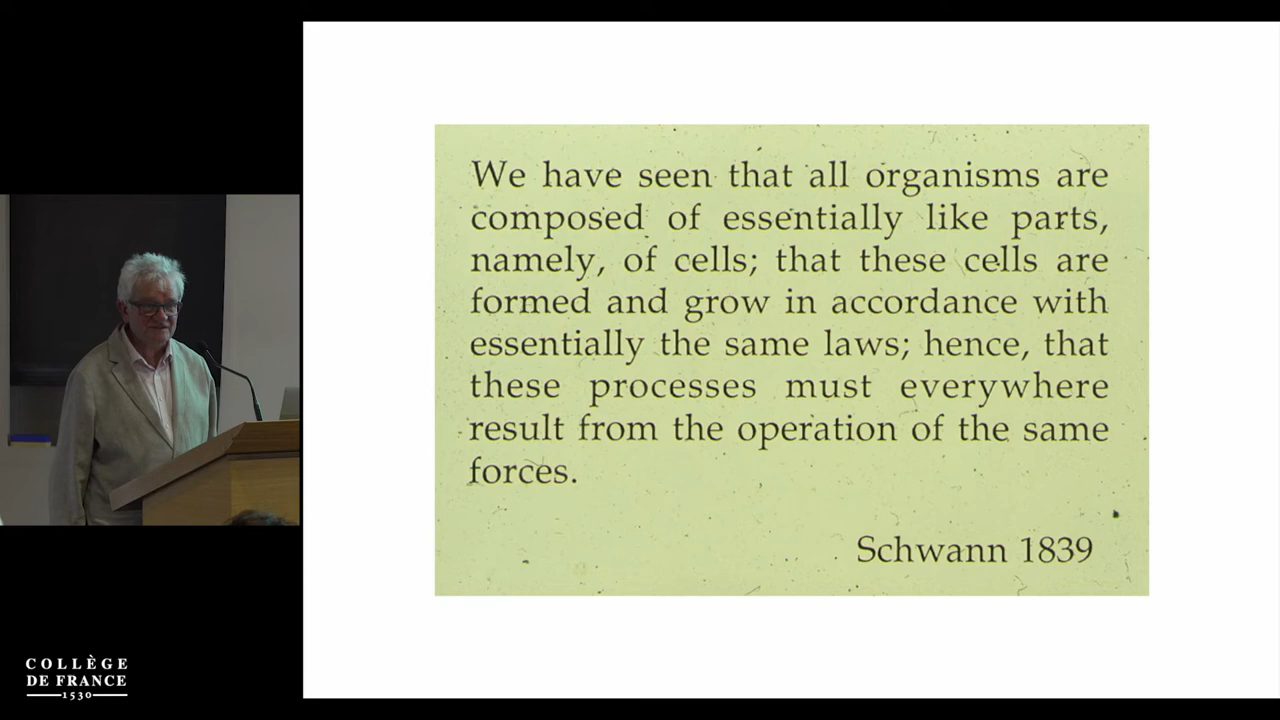 We have seen that all organisms are
composed of essentially like parts,
namely, of cells; that these cells are
formed and grow in accordance with
essentially the same laws; hence, that
these processes must everywhere
result from the operation of the same
forces.
Schwann 1839
COLLÈGE
DE FRANCE
1530